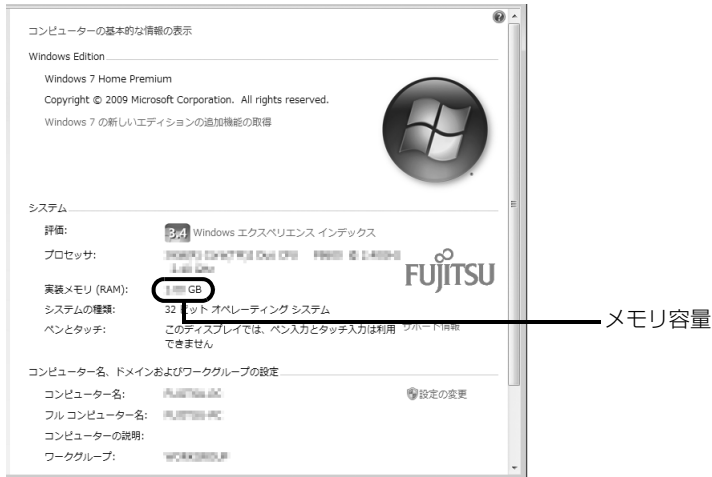 コンピューターの基本的な情報の表示
Windows Edition
Windows 7 Home Premium
Copyright © 2009 Microsoft Corporation. All rights reserved.
Windows 7 の新しいエディションの追加機能の取得
システム
評価:
3.4 Windows エクスペリエンス インデックス
プロセッサ:
FUJITSU
実装メモリ (RAM):
GB
システムの種類:
32 ビット オペレーティング システム
メモリ容量
ペンとタッチ:
このディスプレイでは、ペン入力とタッチ入力は利用できません
サポート情報
コンピューター名、ドメインおよびワークグループの設定
コンピューター名:
設定の変更
フル コンピューター名:
コンピューターの説明:
ワークグループ: